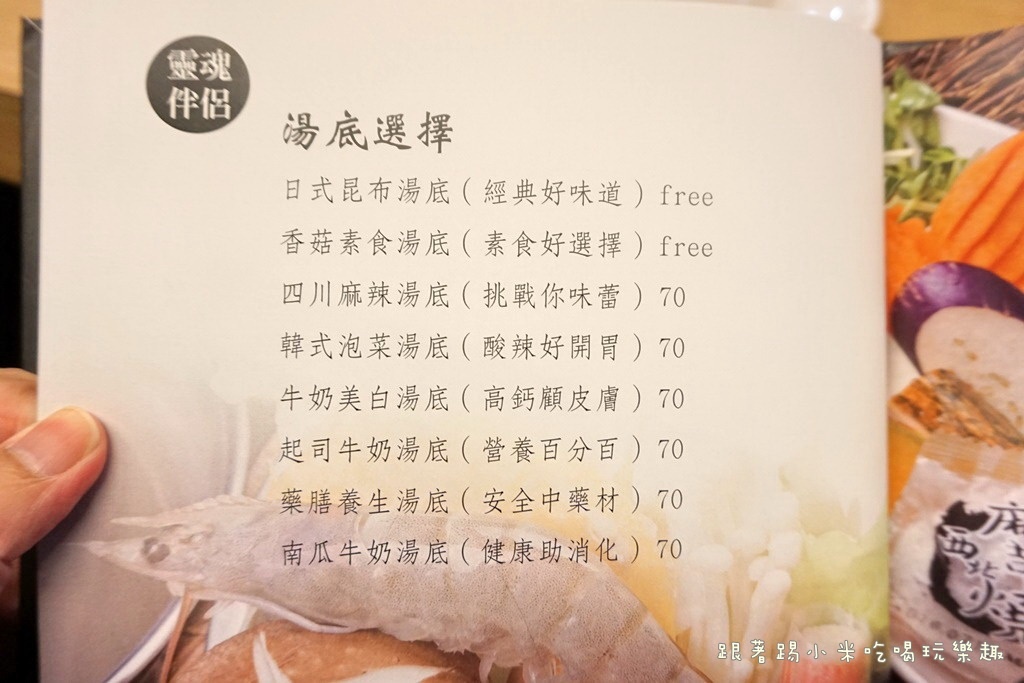 靈魂
伴侶
湯底選擇
日式昆布湯底(經典好味道)free
香菇素食湯底(素食好選擇)free
四川麻辣湯底(挑戰你味蕾)70
韓式泡菜湯底(酸辣好開胃)70
牛奶美白湯底(高鈣顧皮膚)70
起司牛奶湯底(營養百分百)70
藥膳養生湯底(安全中藥材)70
南瓜牛奶湯底(健康助消化)70
西北
麻吉燒
跟著踢小米吃喝玩樂趣